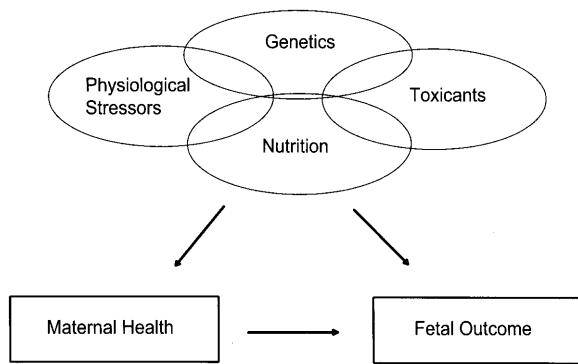 Genetics
Physiological
Stressors
Toxicants
Nutrition
Maternal Health
Fetal Outcome